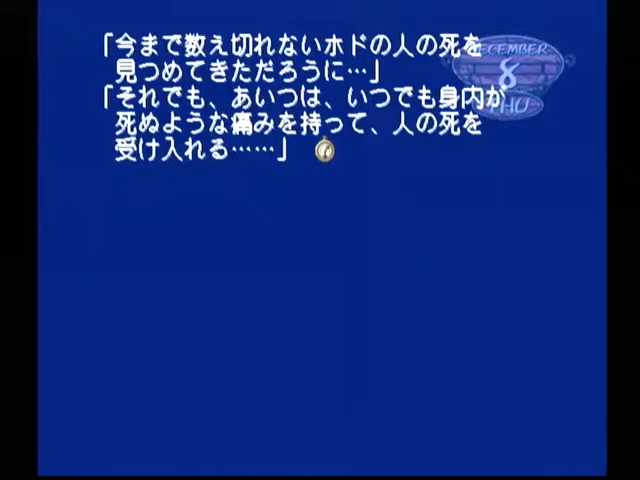 「今まで数え切れないホドの人の死を
見つめてきただろうに…」
「それでも、あいつは、いつでも身内が
死ぬような痛みを持って、人の死を
受け入れる……」
DECEMBER
8
THU